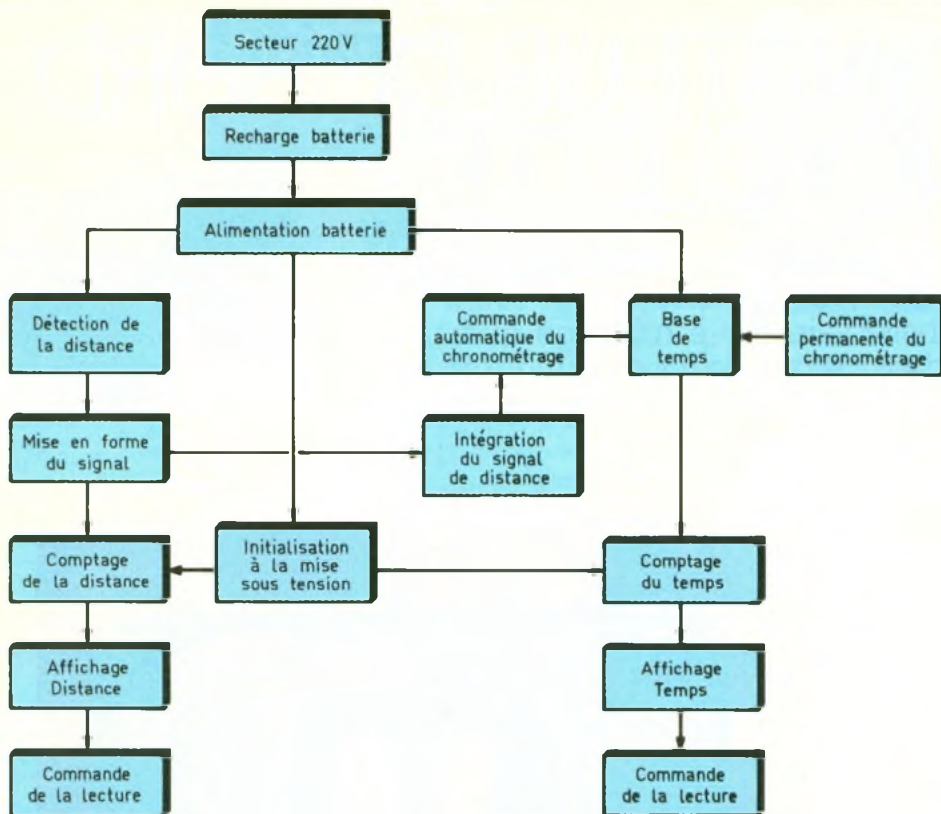 Secteur 220 V
Recharge batterie
Alimentation batterie
Détection de
la distance
Commande
automatique du
chronométrage
Base
de
temps
Commande
permanente du
chronométrage
Mise en forme
du signal
Intégration
du signal
de distance
Comptage
de la distance
Initialisation
à la mise
sous tension
Comptage
du temps
Affichage
Distance
Affichage
Temps
Commande
de la lecture
Commande
de la lecture